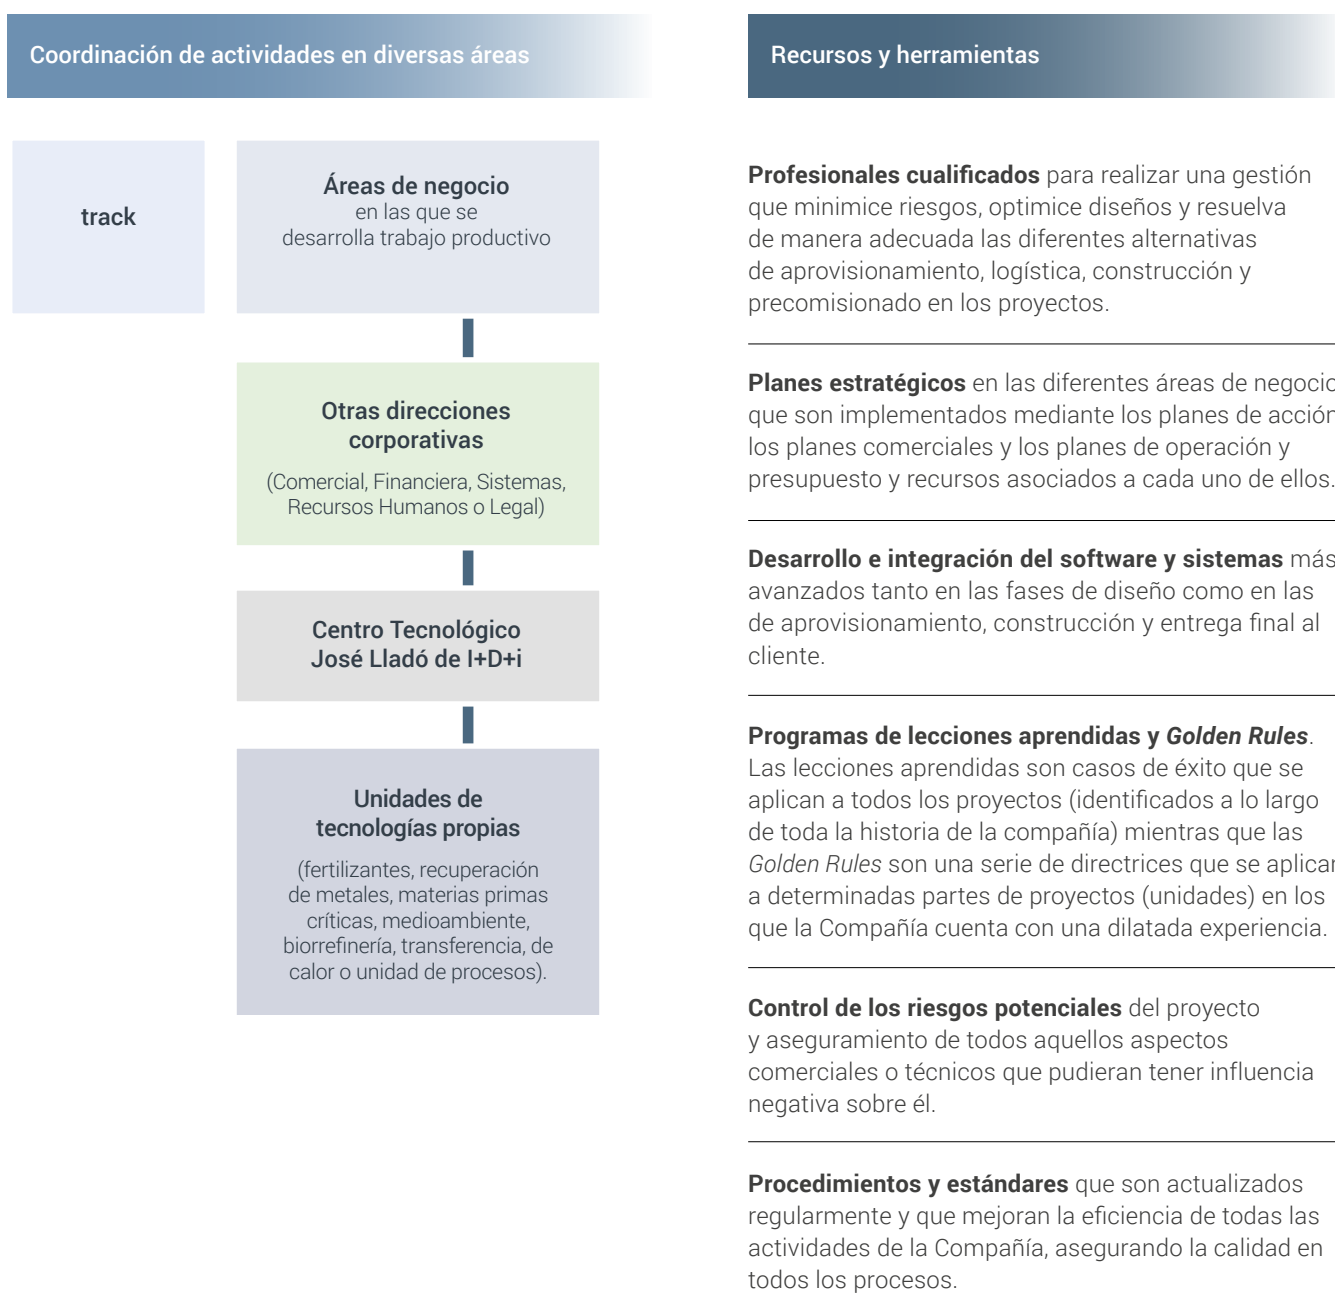 Coordinación de actividades en diversas áreas
track
Áreas de negocio
en las que se
desarrolla trabajo productivo
Otras direcciones
corporativas
(Comercial, Financiera, Sistemas,
Recursos Humanos o Legal)
Centro Tecnológico
José Lladó de I+D+i
Unidades de
tecnologías propias
(fertilizantes, recuperación
de metales, materias primas
críticas, medioambiente,
biorrefinería, transferencia, de
calor o unidad de procesos).
Recursos y herramientas
Profesionales cualificados para realizar una gestión
que minimice riesgos, optimice diseños y resuelva
de manera adecuada las diferentes alternativas
de aprovisionamiento, logística, construcción y
precomisionado en los proyectos.
Planes estratégicos en las diferentes áreas de negocio
que son implementados mediante los planes de acción
los planes comerciales y los planes de operación y
presupuesto y recursos asociados a cada uno de ellos.
Desarrollo e integración del software y sistemas más
avanzados tanto en las fases de diseño como en las
de aprovisionamiento, construcción y entrega final al
cliente.
Programas de lecciones aprendidas y Golden Rules.
Las lecciones aprendidas son casos de éxito que se
aplican a todos los proyectos (identificados a lo largo
de toda la historia de la compañía) mientras que las
Golden Rules son una serie de directrices que se aplican
a determinadas partes de proyectos (unidades) en los
que la Compañía cuenta con una dilatada experiencia.
Control de los riesgos potenciales del proyecto
y aseguramiento de todos aquellos aspectos
comerciales o técnicos que pudieran tener influencia
negativa sobre él.
Procedimientos y estándares que son actualizados
regularmente y que mejoran la eficiencia de todas las
actividades de la Compañía, asegurando la calidad en
todos los procesos.